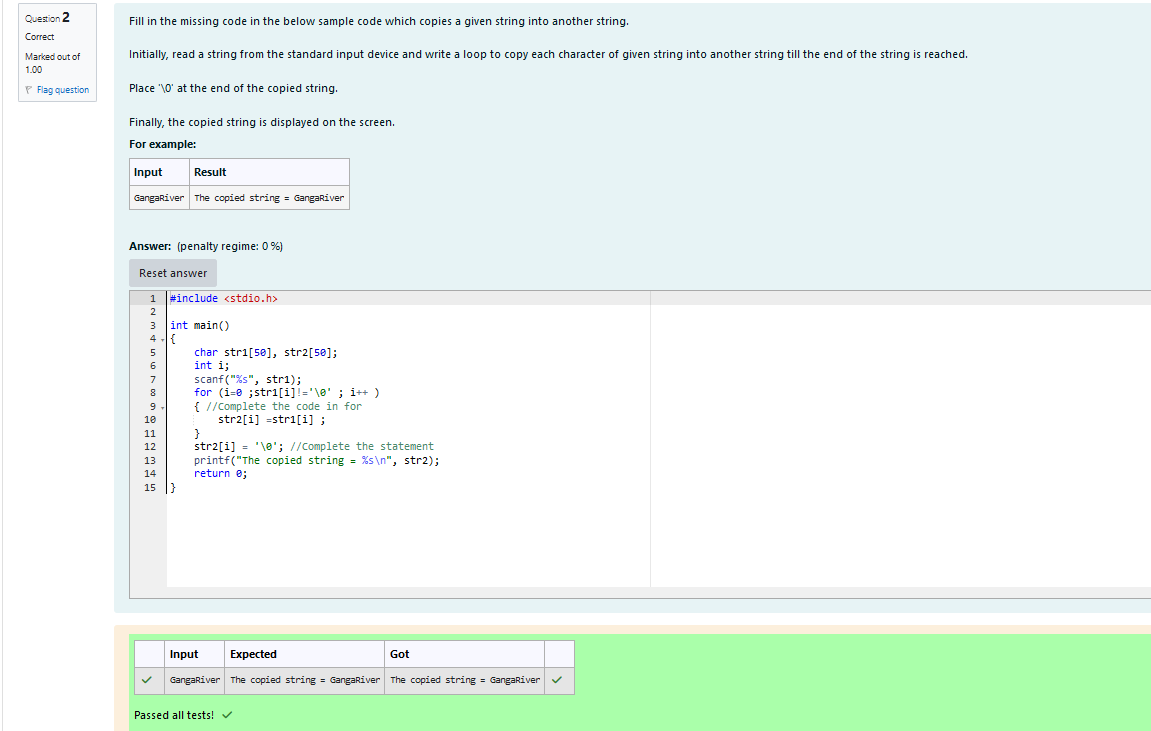 Question 2
Correct
Marked out of
1.00
Flag question
Fill in the missing code in the below sample code which copies a given string into another string.
Initially, read a string from the standard input device and write a loop to copy each character of given string into another string till the end of the string is reached.
Place '\0' at the end of the copied string.
Finally, the copied string is displayed on the screen.
For example:
Input Result
GangaRiver The copied string = GangaRiver
Answer: (penalty regime: 0 %)
Reset answer
1 #include <stdio.h>
2
3 int main()
4 {
5     char str1[50], str2[50];
6     int i;
7     scanf("%s", str1);
8     for (i=0 ;str1[i]!='\0' ; i++ )
9     { //Complete the code in for
10         str2[i] =str1[i] ;
11     }
12     str2[i] = '\0'; //Complete the statement
13     printf("The copied string = %s\n", str2);
14     return 0;
15 }
Input Expected Got
GangaRiver The copied string = GangaRiver The copied string = GangaRiver
Passed all tests!